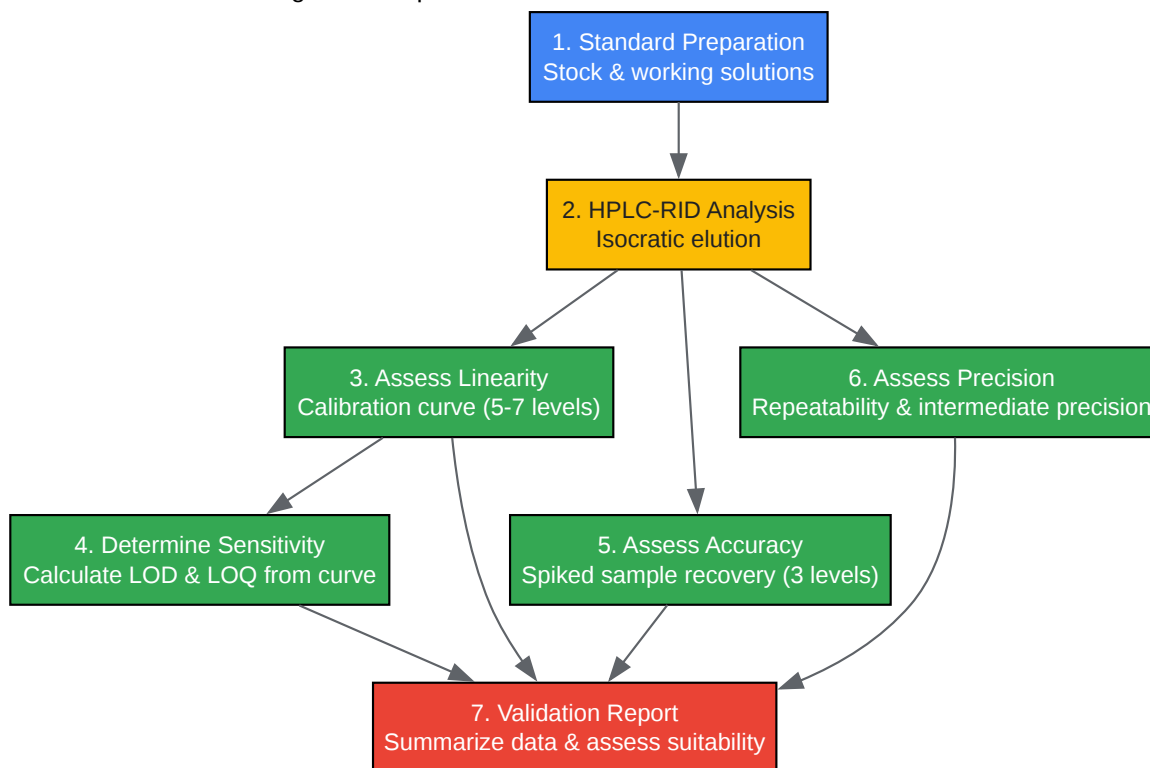 1. Standard Preparation
Stock & working solutions
2. HPLC-RID Analysis
Isocratic elution
3. Assess Linearity
Calibration curve (5-7 levels)
6. Assess Precision
Repeatability & intermediate precision
4. Determine Sensitivity
Calculate LOD & LOQ from curve
5. Assess Accuracy
Spiked sample recovery (3 levels)
7. Validation Report
Summarize data & assess suitability